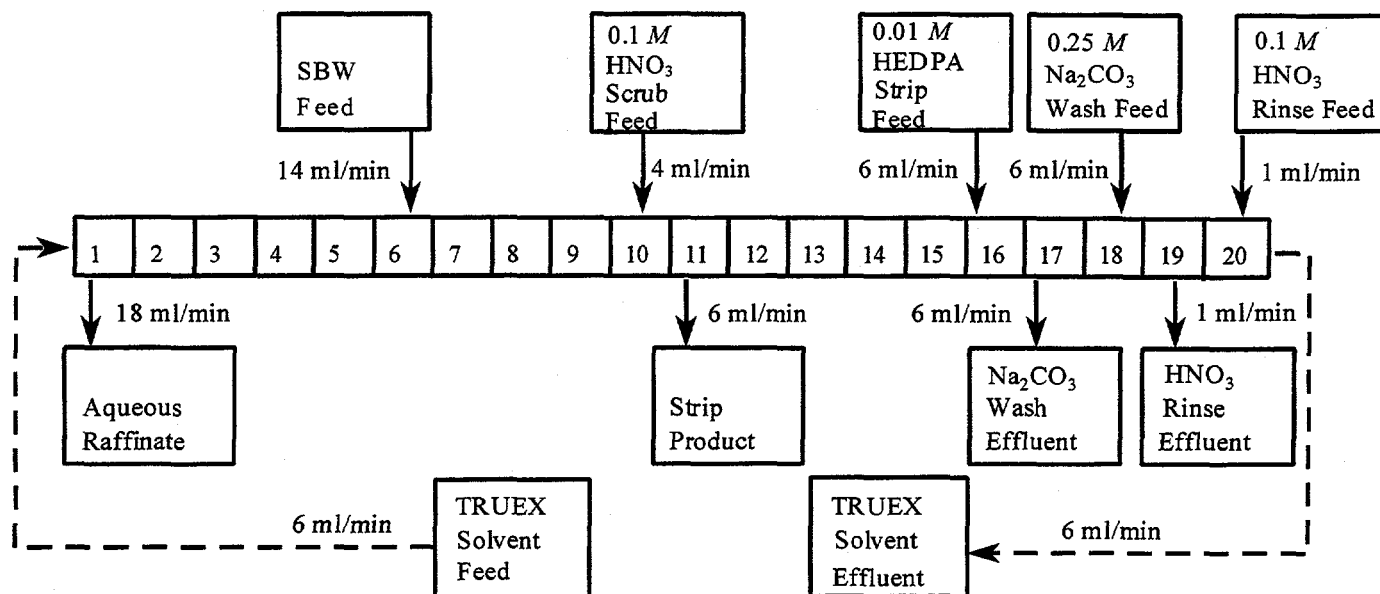 SBW
Feed
0.1 M
HNO₃
Scrub
Feed
0.01 M
HEDPA
Strip
Feed
0.25 M
Na₂CO₃
Wash Feed
0.1 M
HNO₃
Rinse Feed
14 ml/min
4 ml/min
6 ml/min
6 ml/min
1 ml/min
1 2 3 4 5 6 7 8 9 10 11 12 13 14 15 16 17 18 19 20
18 ml/min
6 ml/min
6 ml/min
1 ml/min
Aqueous
Raffinate
Strip
Product
Na₂CO₃
Wash
Effluent
HNO₃
Rinse
Effluent
6 ml/min
TRUEX
Solvent
Feed
TRUEX
Solvent
Effluent
6 ml/min